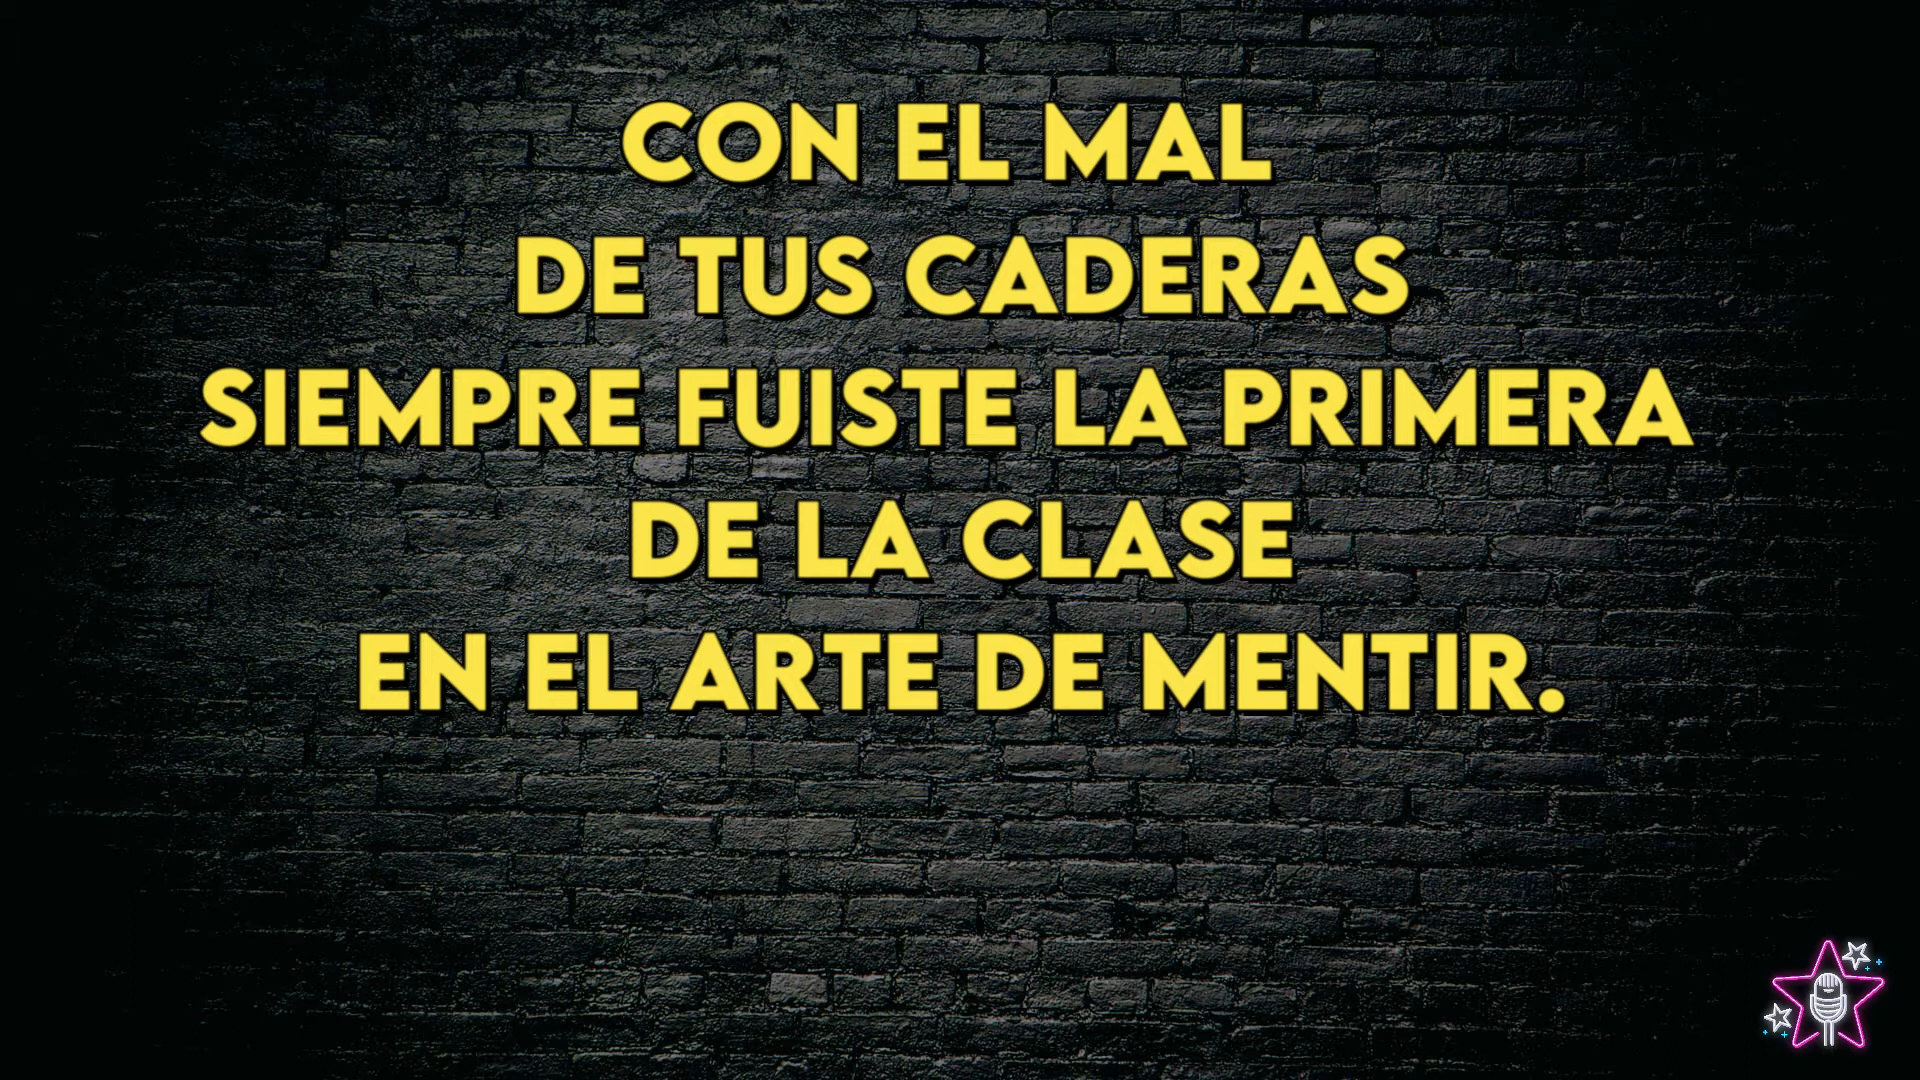 CON EL MAL
DE TUS CADERAS
SIEMPRE FUISTE LA PRIMERA
DE LA CLASE
EN EL ARTE DE MENTIR.